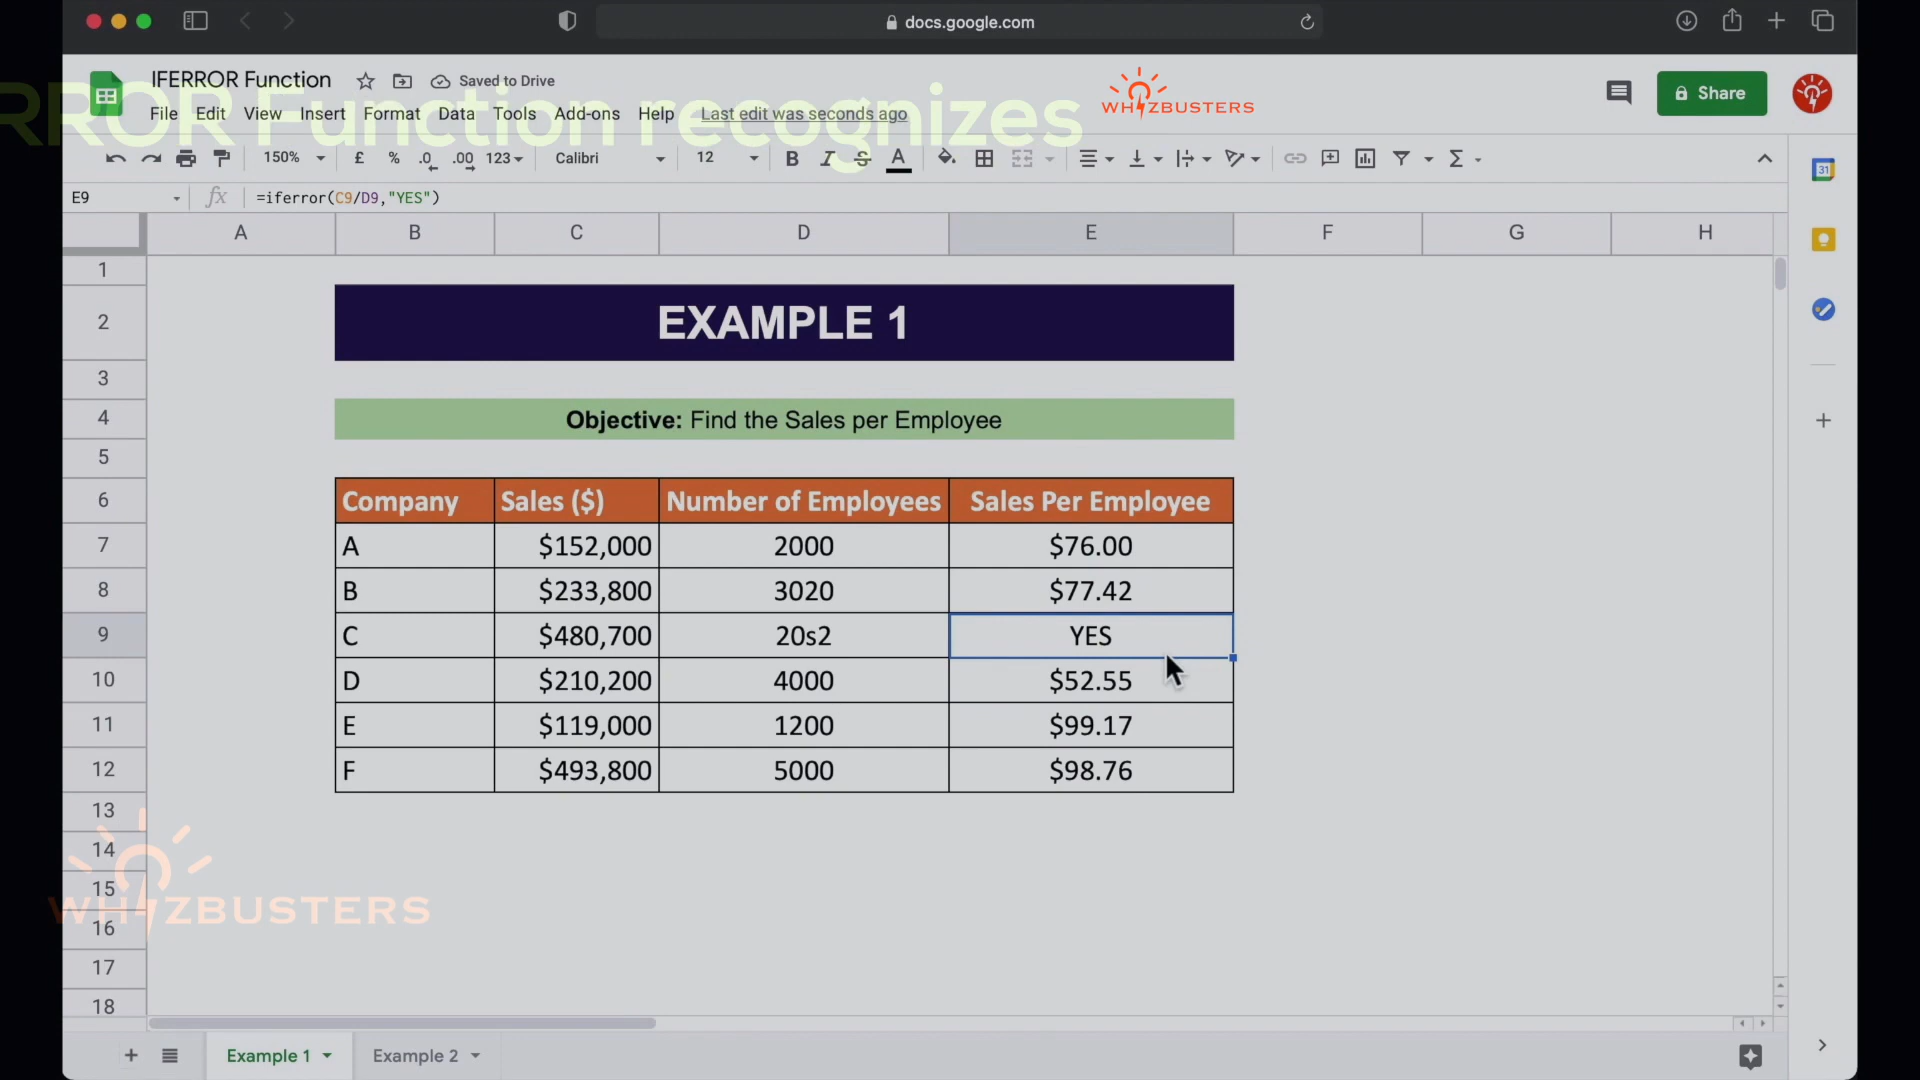 docs.google.com
IFERROR Function
Saved to Drive
RROR Function recognizes
WHIZBUSTERS
Share
File Edit View Insert Format Data Tools Add-ons Help Last edit was seconds ago
150% £ % .0 .00 123 Calibri 12 B I S A Σ
31
E9 fx =iferror(C9/D9,"YES")
A B C D E F G H
1
2 EXAMPLE 1
3
4 Objective: Find the Sales per Employee
5
6 Company Sales ($) Number of Employees Sales Per Employee
7 A $152,000 2000 $76.00
8 B $233,800 3020 $77.42
9 C $480,700 20s2 YES
10 D $210,200 4000 $52.55
11 E $119,000 1200 $99.17
12 F $493,800 5000 $98.76
13
14
15
WHIZBUSTERS
16
17
18
Example 1 Example 2